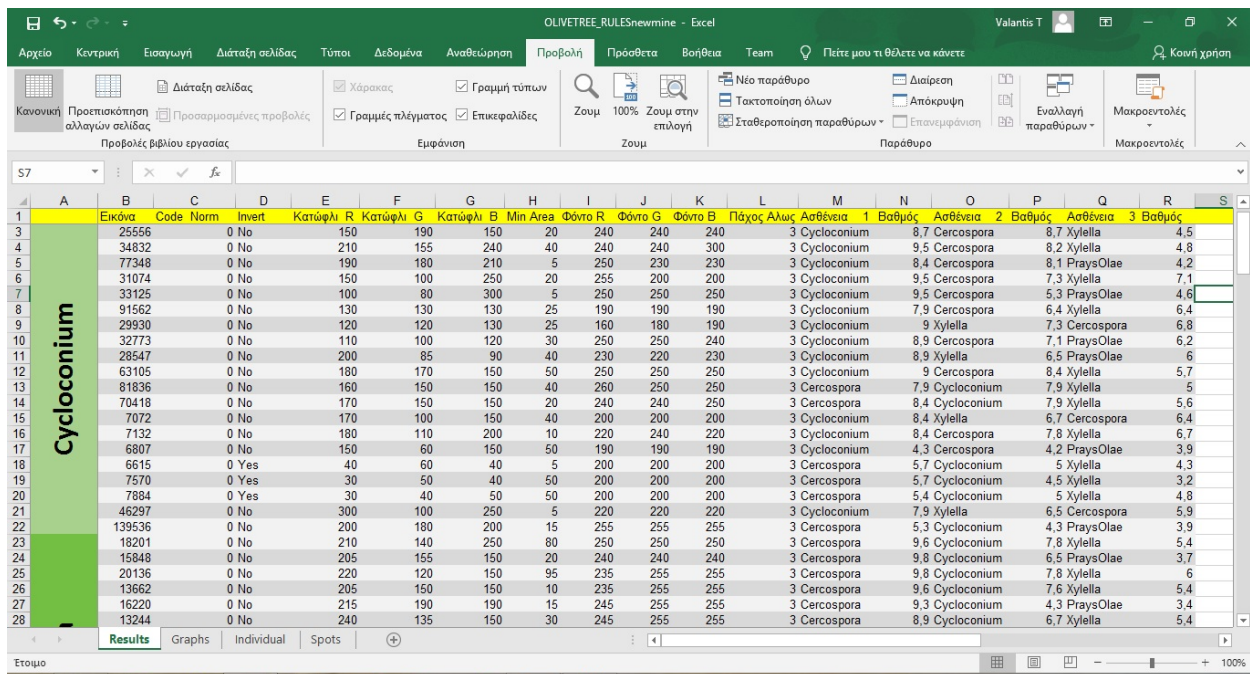 OLIVETREE_RULESnewmine - Excel
Valantis T
Αρχείο Κεντρική Εισαγωγή Διάταξη σελίδας Τύποι Δεδομένα Αναθεώρηση Προβολή Πρόσθετα Βοήθεια Team Πείτε μου τι θέλετε να κάνετε Κοινή χρήση
Κανονική
Προεπισκόπηση
αλλαγών σελίδας
Διάταξη σελίδας
Προσαρμοσμένες προβολές
Προβολές βιβλίου εργασίας
Χάρακας Γραμμή τύπων
Γραμμές πλέγματος Επικεφαλίδες
Εμφάνιση
Ζουμ 100% Ζουμ στην
επιλογή
Ζουμ
Νέο παράθυρο
Τακτοποίηση όλων
Σταθεροποίηση παραθύρων
Διαίρεση
Απόκρυψη
Επανεμφάνιση
Εναλλαγή
παραθύρων
Παράθυρο
Μακροεντολές
Μακροεντολές
S7 fx
A B C D E F G H I J K L M N O P Q R S
1 Εικόνα Code Norm Invert Κατώφλι R Κατώφλι G Κατώφλι B Min Area Φόντο R Φόντο G Φόντο B Πάχος Αλως Ασθένεια 1 Βαθμός Ασθένεια 2 Βαθμός Ασθένεια 3 Βαθμός
Cycloconium
3 25556 0 No 150 190 150 20 240 240 240 3 Cycloconium 8,7 Cercospora 8,7 Xylella 4,5
4 34832 0 No 210 155 240 40 240 240 300 3 Cycloconium 9,5 Cercospora 8,2 Xylella 4,8
5 77348 0 No 190 180 210 5 250 230 230 3 Cycloconium 8,4 Cercospora 8,1 PraysOlae 4,2
6 31074 0 No 150 100 250 20 255 200 200 3 Cycloconium 9,5 Cercospora 7,3 Xylella 7,1
7 33125 0 No 100 80 300 5 250 250 250 3 Cycloconium 9,5 Cercospora 5,3 PraysOlae 4,6
8 91562 0 No 130 130 130 25 190 190 190 3 Cycloconium 7,9 Cercospora 6,4 Xylella 6,4
9 29930 0 No 120 120 130 25 160 180 190 3 Cycloconium 9 Xylella 7,3 Cercospora 6,8
10 32773 0 No 110 100 120 30 250 250 240 3 Cycloconium 8,9 Cercospora 7,1 PraysOlae 6,2
11 28547 0 No 200 85 90 40 230 220 230 3 Cycloconium 8,9 Xylella 6,5 PraysOlae 6
12 63105 0 No 180 170 150 50 250 250 250 3 Cycloconium 9 Cercospora 8,4 Xylella 5,7
13 81836 0 No 160 150 150 40 260 250 250 3 Cercospora 7,9 Cycloconium 7,9 Xylella 5
14 70418 0 No 170 150 150 20 240 240 250 3 Cercospora 8,4 Cycloconium 7,9 Xylella 5,6
15 7072 0 No 170 100 150 40 200 200 200 3 Cycloconium 8,4 Xylella 6,7 Cercospora 6,4
16 7132 0 No 180 110 200 10 220 240 220 3 Cycloconium 8,4 Cercospora 7,8 Xylella 6,7
17 6807 0 No 150 60 150 50 190 190 190 3 Cycloconium 4,3 Cercospora 4,2 PraysOlae 3,9
18 6615 0 Yes 40 60 40 5 200 200 200 3 Cercospora 5,7 Cycloconium 5 Xylella 4,3
19 7570 0 Yes 30 50 40 50 200 200 200 3 Cercospora 5,7 Cycloconium 4,5 Xylella 3,2
20 7884 0 Yes 30 40 50 50 200 200 200 3 Cercospora 5,4 Cycloconium 5 Xylella 4,8
21 46297 0 No 300 100 250 5 220 220 220 3 Cycloconium 7,9 Xylella 6,5 Cercospora 5,9
22 139536 0 No 200 180 200 15 255 255 255 3 Cercospora 5,3 Cycloconium 4,3 PraysOlae 3,9
23 18201 0 No 210 140 250 80 250 250 250 3 Cercospora 9,6 Cycloconium 7,8 Xylella 5,4
24 15848 0 No 205 155 150 20 240 240 240 3 Cercospora 9,8 Cycloconium 6,5 PraysOlae 3,7
25 20136 0 No 220 120 150 95 235 255 255 3 Cercospora 9,8 Cycloconium 7,8 Xylella 6
26 13662 0 No 205 150 150 10 235 255 255 3 Cercospora 9,6 Cycloconium 7,6 Xylella 5,4
27 16220 0 No 215 190 190 15 245 255 255 3 Cercospora 9,3 Cycloconium 4,3 PraysOlae 3,4
28 13244 0 No 240 135 150 30 245 255 255 3 Cercospora 8,9 Cycloconium 6,7 Xylella 5,4
Results Graphs Individual Spots
Έτοιμο 100%